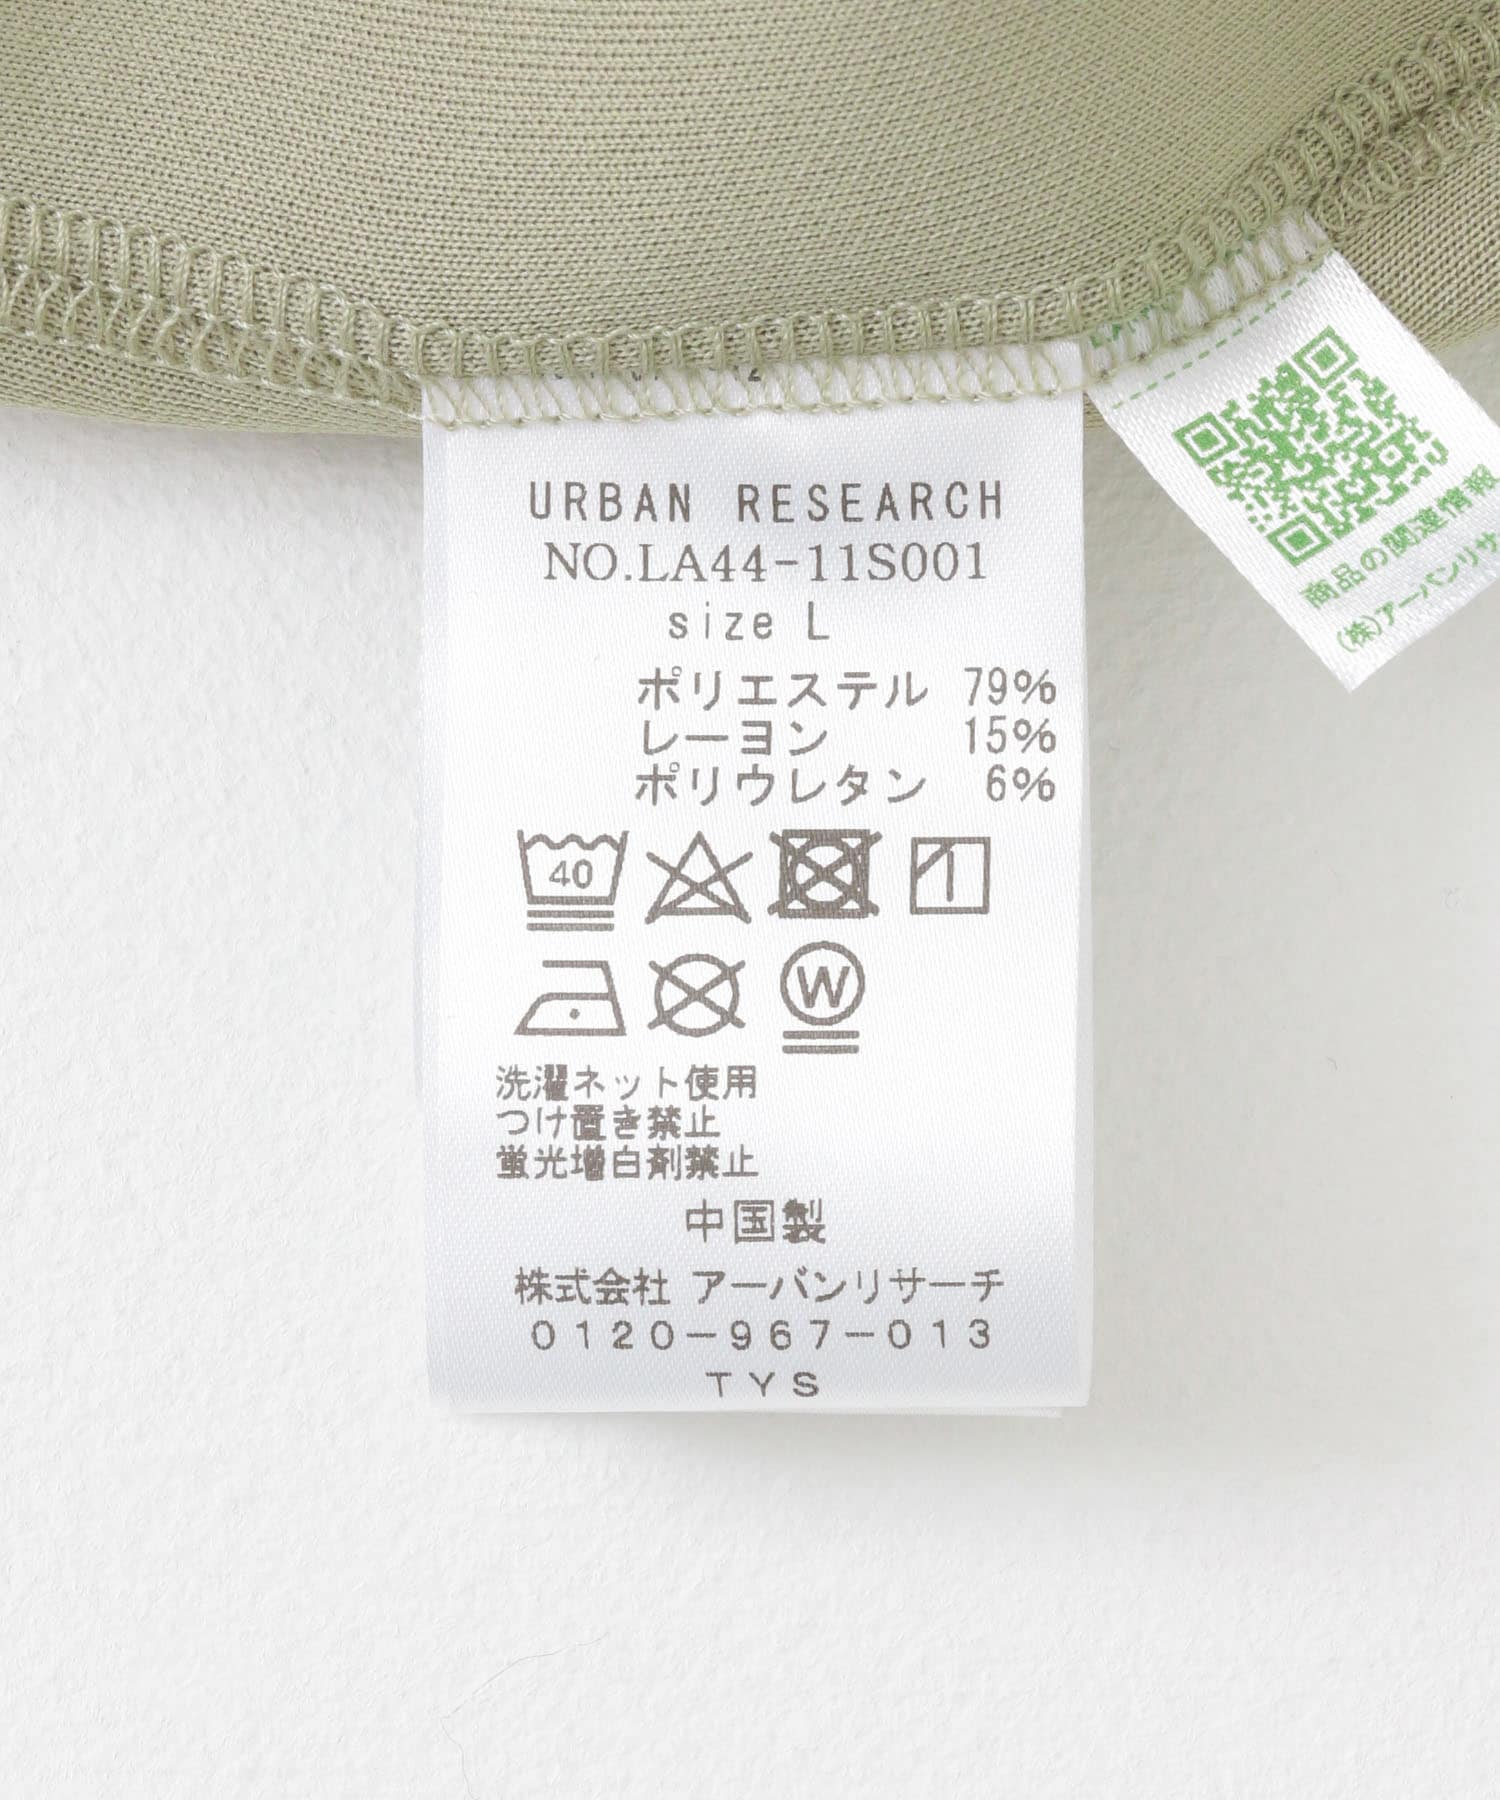 URBAN RESEARCH
NO.LA44-11S001
size L
ポリエステル 79%
レーヨン 15%
ポリウレタン 6%
40
W
洗濯ネット使用
つけ置き禁止
蛍光増白剤禁止
中国製
株式会社 アーバンリサーチ
0120-967-013
TYS
商品の関連情報
(株)アーバンリサ